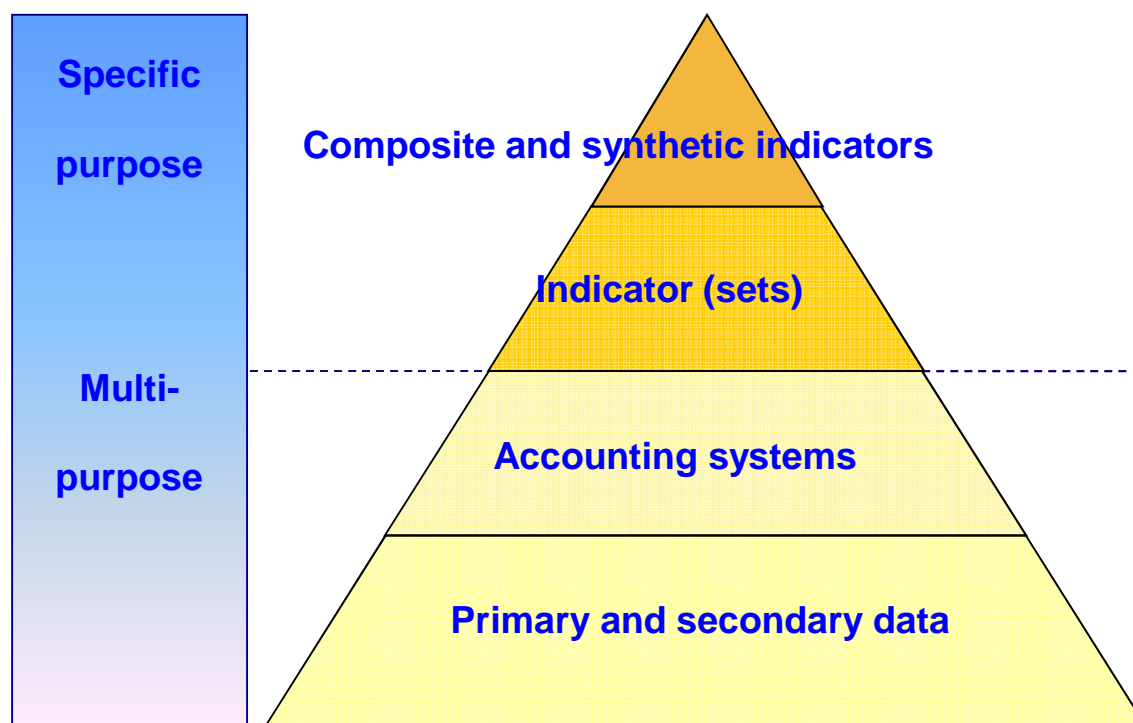 Specific
purpose
Multi-
purpose
Composite and synthetic indicators
Indicator (sets)
Accounting systems
Primary and secondary data